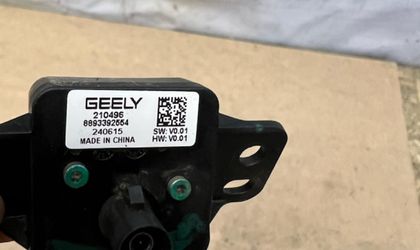 GEELY
210496
8893392554
240615
MADE IN CHINA
SW: V0.01
HW: V0.01